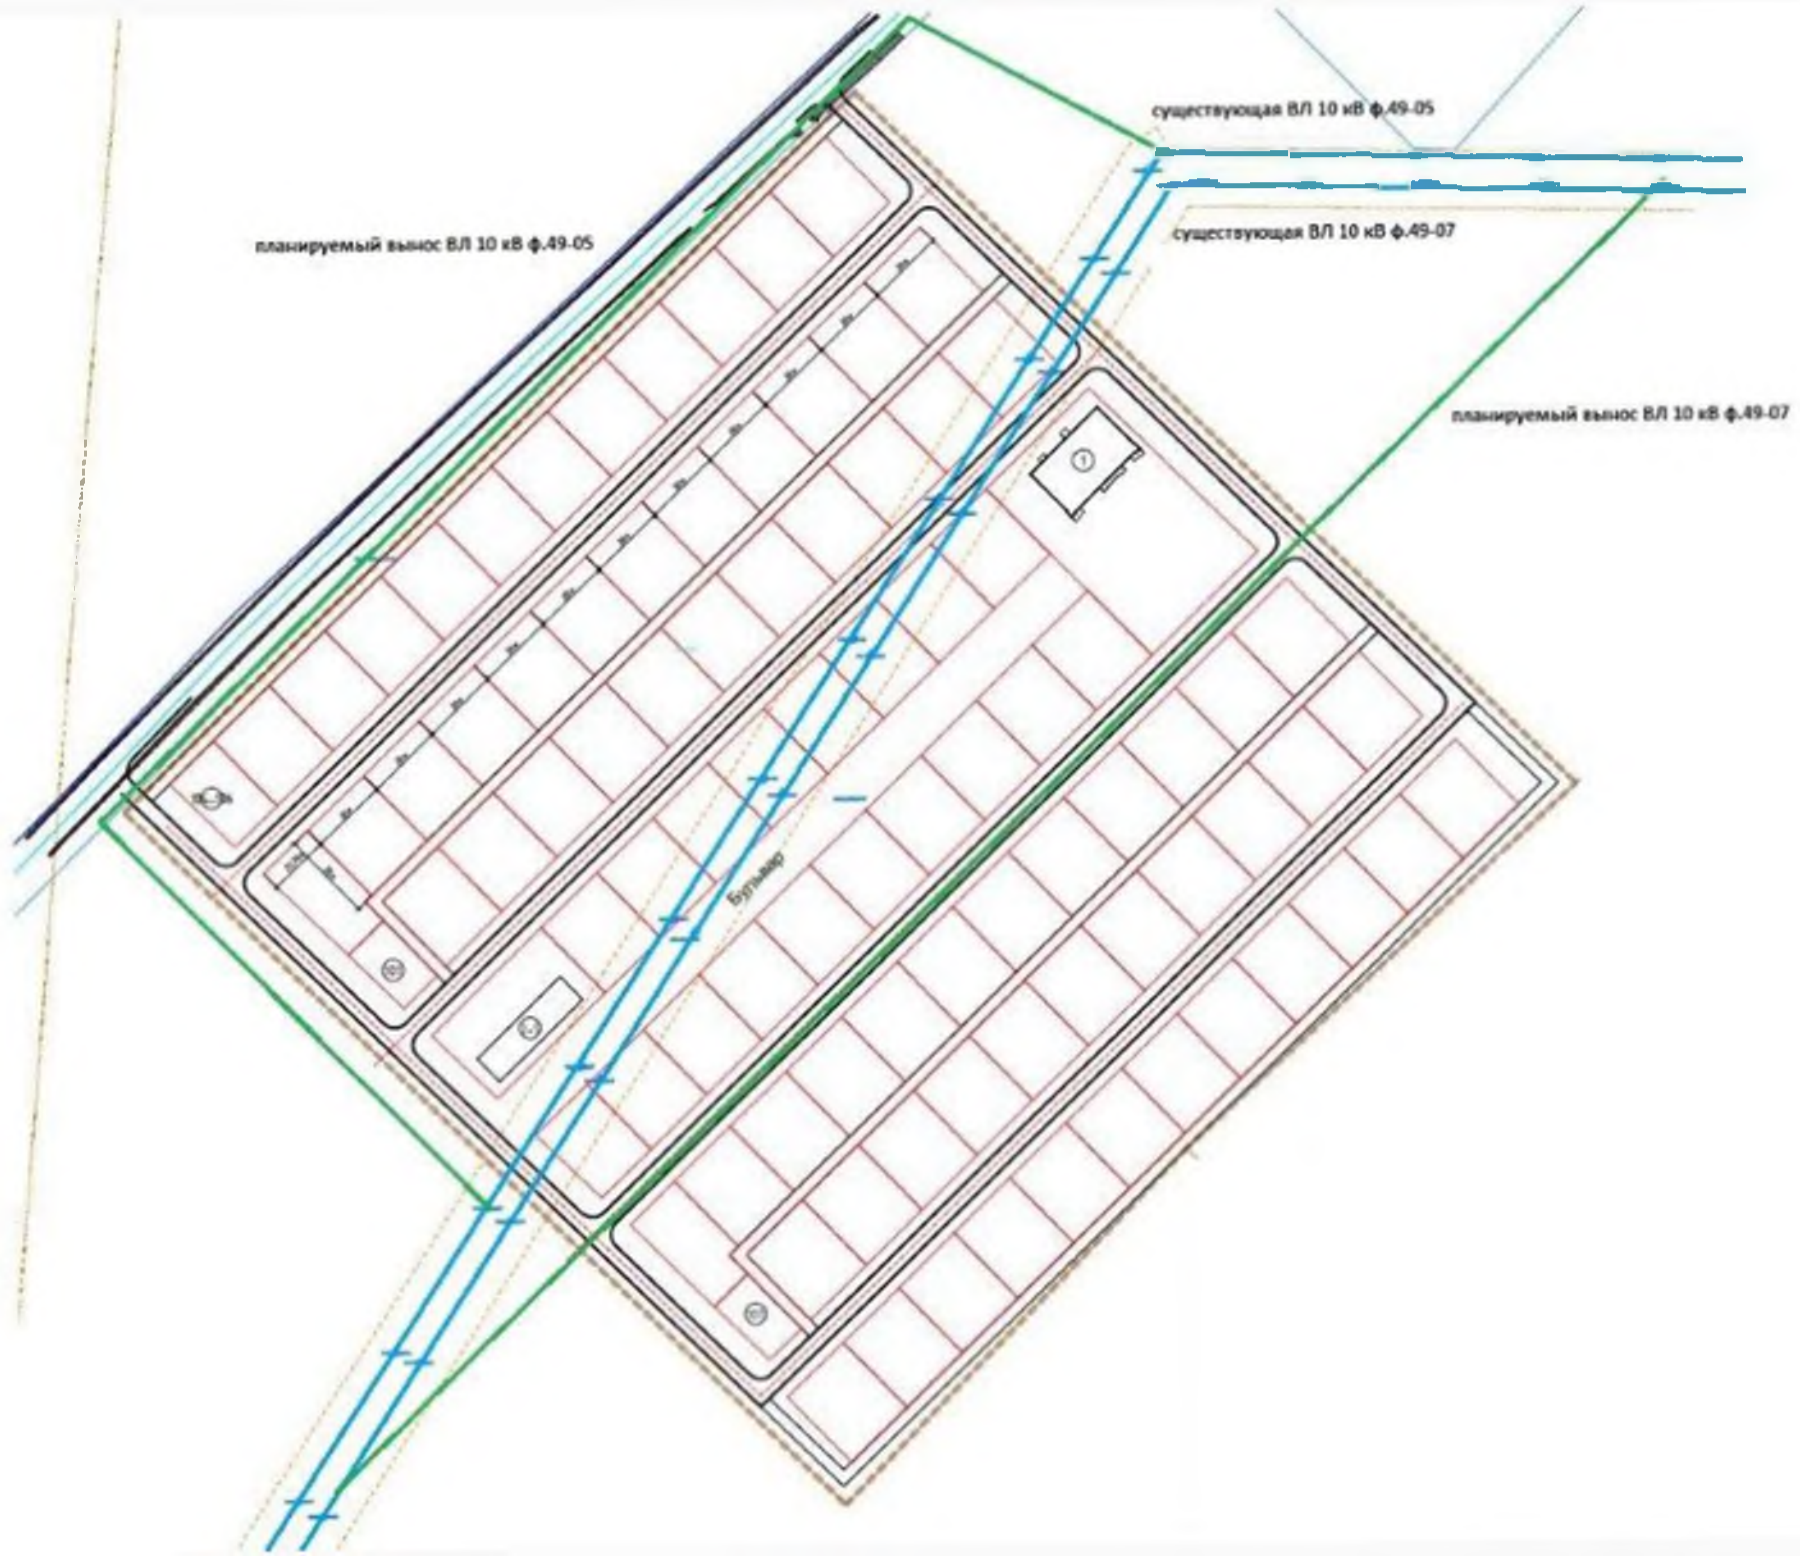 существующая ВЛ 10 кВ ф.49-05
существующая ВЛ 10 кВ ф.49-07
планируемый вынос ВЛ 10 кВ ф.49-05
планируемый вынос ВЛ 10 кВ ф.49-07
1
Бульвар